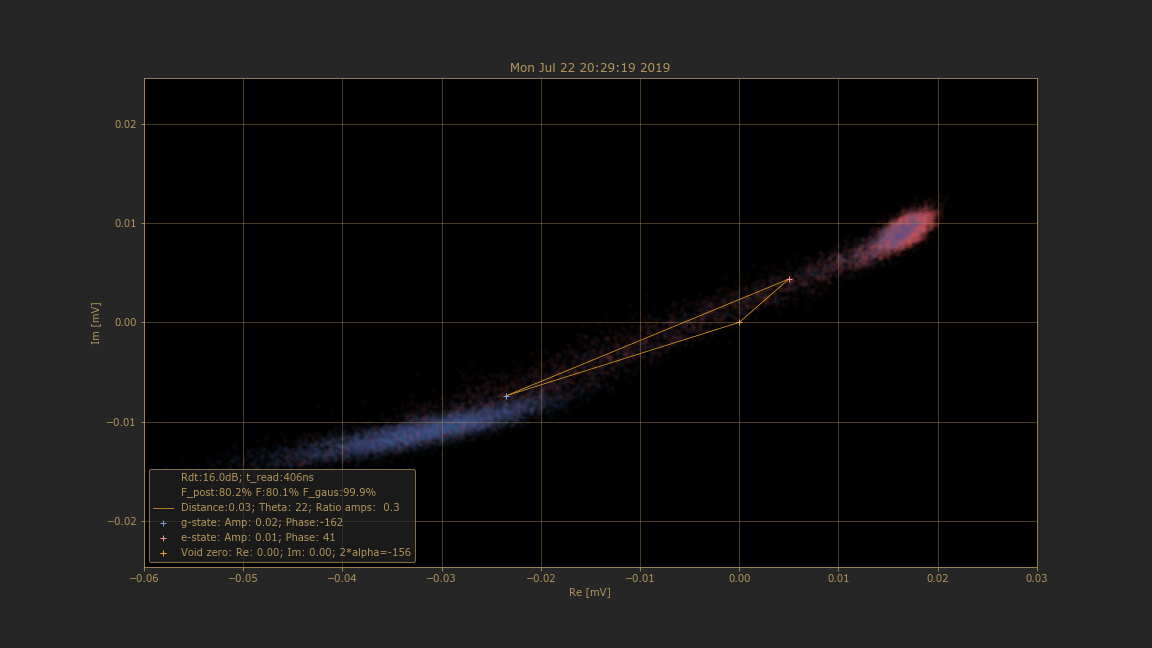 Mon Jul 22 20:29:19 2019
0.02
0.01
0.00
−0.01
−0.02
Im [mV]
Rdt:16.0dB; t_read:406ns
F_post:80.2% F:80.1% F_gaus:99.9%
Distance:0.03; Theta: 22; Ratio amps:  0.3
g-state: Amp: 0.02; Phase:-162
e-state: Amp: 0.01; Phase: 41
Void zero: Re: 0.00; Im: 0.00; 2*alpha=-156
−0.06 −0.05 −0.04 −0.03 −0.02 −0.01 0.00 0.01 0.02 0.03
Re [mV]